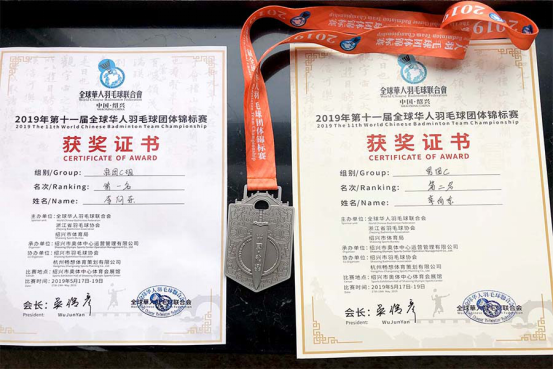 全球華人羽毛球联合會
中国·绍兴
2019年第十一届全球华人羽毛球团体锦标赛
2019 The 11th World Chinese Badminton Team Championship
获奖证书
CERTIFICATE OF AWARD
组别/Group:
名次/Ranking: 第一名
姓名/Name:
主办单位: 全球华人羽毛球联合会
浙江省羽毛球协会
绍兴市体育局
承办单位: 绍兴市奥体中心运营管理有限公司
协办单位: 绍兴市羽毛球协会
杭州畅想体育策划有限公司
比赛地点: 绍兴市奥体中心体育会展馆
比赛时间: 2019年5月17日-19日
会长:
President: WuJunYan
2019
羽毛球团体锦标赛
全球華人羽毛球联合會
中国·绍兴
2019年第十一届全球华人羽毛球团体锦标赛
2019 The 11th World Chinese Badminton Team Championship
获奖证书
CERTIFICATE OF AWARD
组别/Group:
名次/Ranking: 第二名
姓名/Name:
主办单位: 全球华人羽毛球联合会
浙江省羽毛球协会
绍兴市体育局
承办单位: 绍兴市奥体中心运营管理有限公司
协办单位: 绍兴市羽毛球协会
杭州畅想体育策划有限公司
比赛地点: 绍兴市奥体中心体育会展馆
比赛时间: 2019年5月17日-19日
会长:
President: WuJunYan